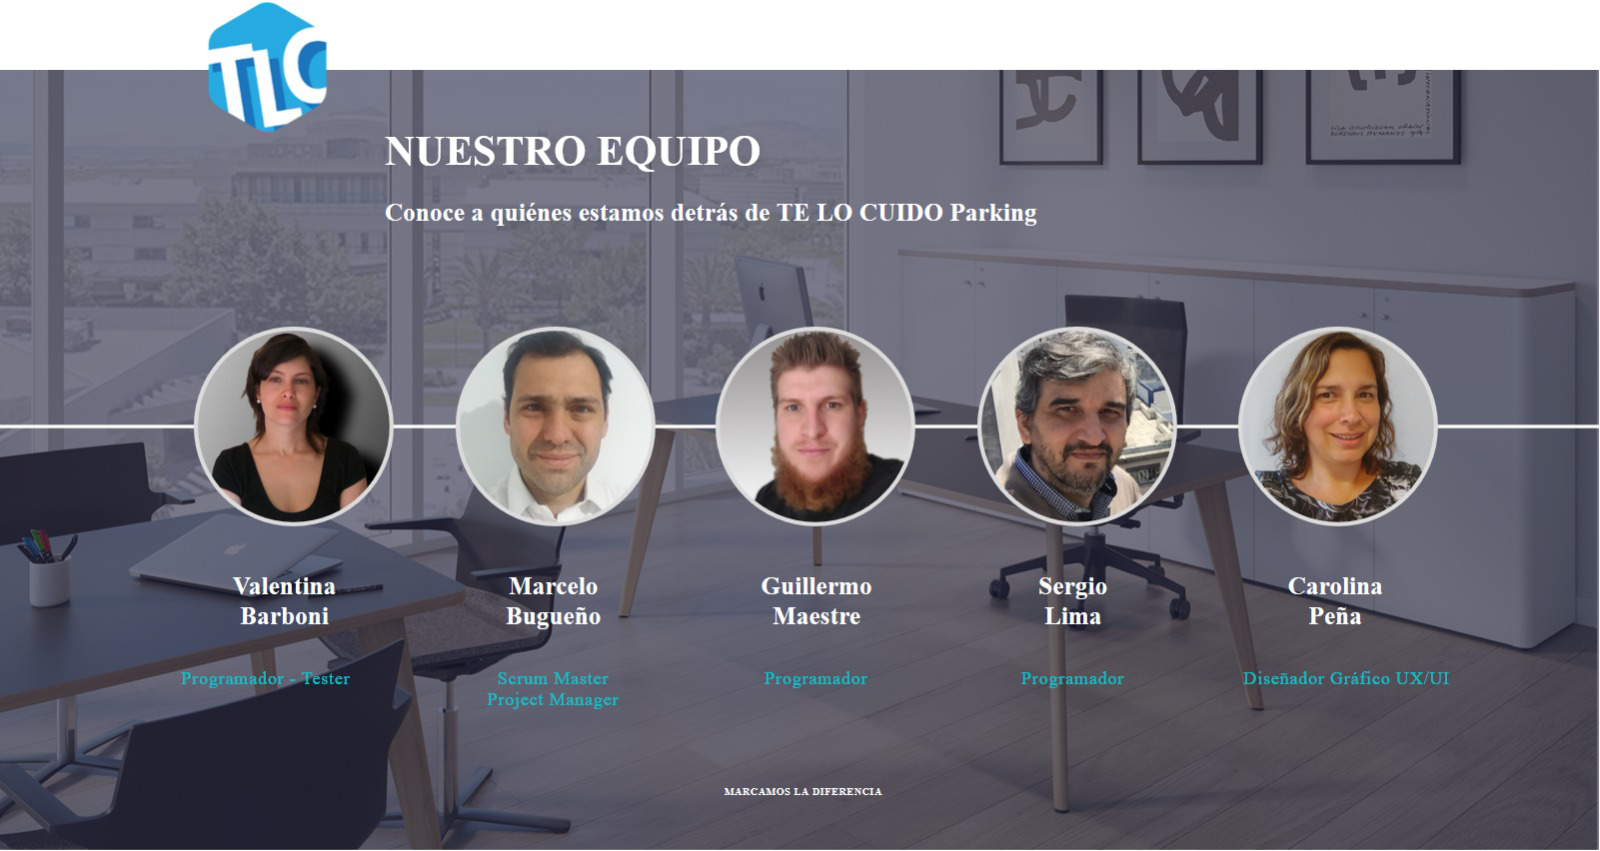 TLC
NUESTRO EQUIPO
Conoce a quiénes estamos detrás de TE LO CUIDO Parking
Valentina
Barboni
Marcelo
Bugueño
Guillermo
Maestre
Sergio
Lima
Carolina
Peña
Programador - Tester
Scrum Master
Project Manager
Programador
Programador
Diseñador Gráfico UX/UI
MARCAMOS LA DIFERENCIA